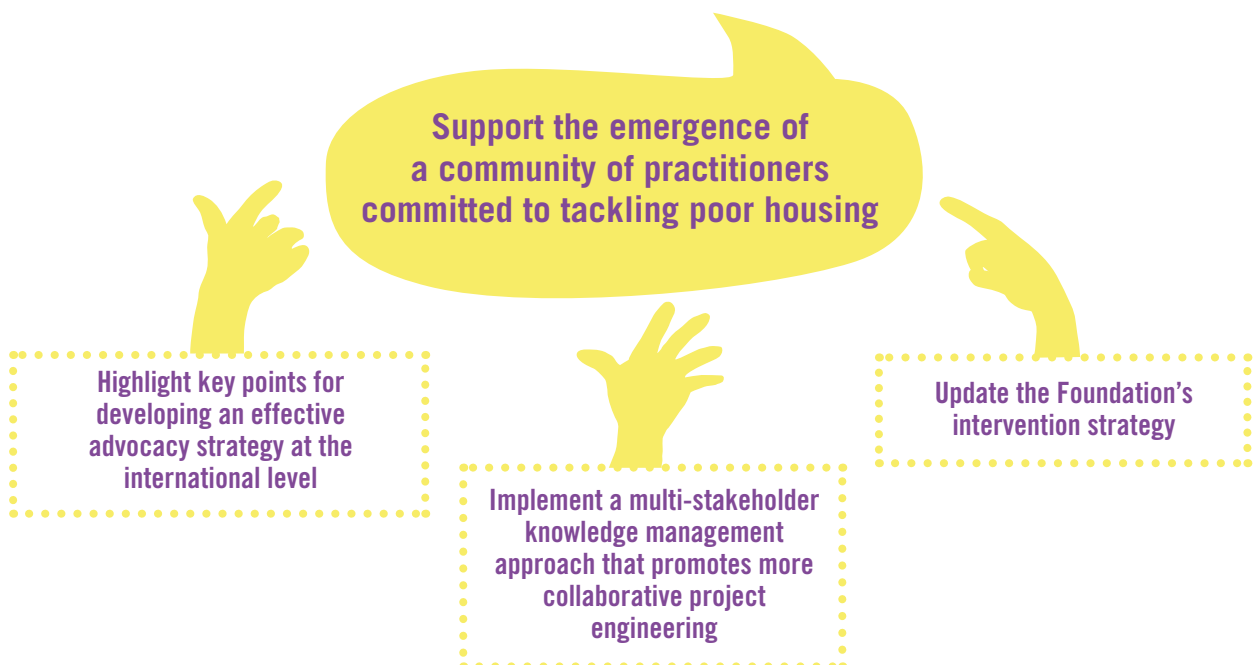 Support the emergence of
a community of practitioners
committed to tackling poor housing
Highlight key points for
developing an effective
advocacy strategy at the
international level
Implement a multi-stakeholder
knowledge management
approach that promotes more
collaborative project
engineering
Update the Foundation’s
intervention strategy